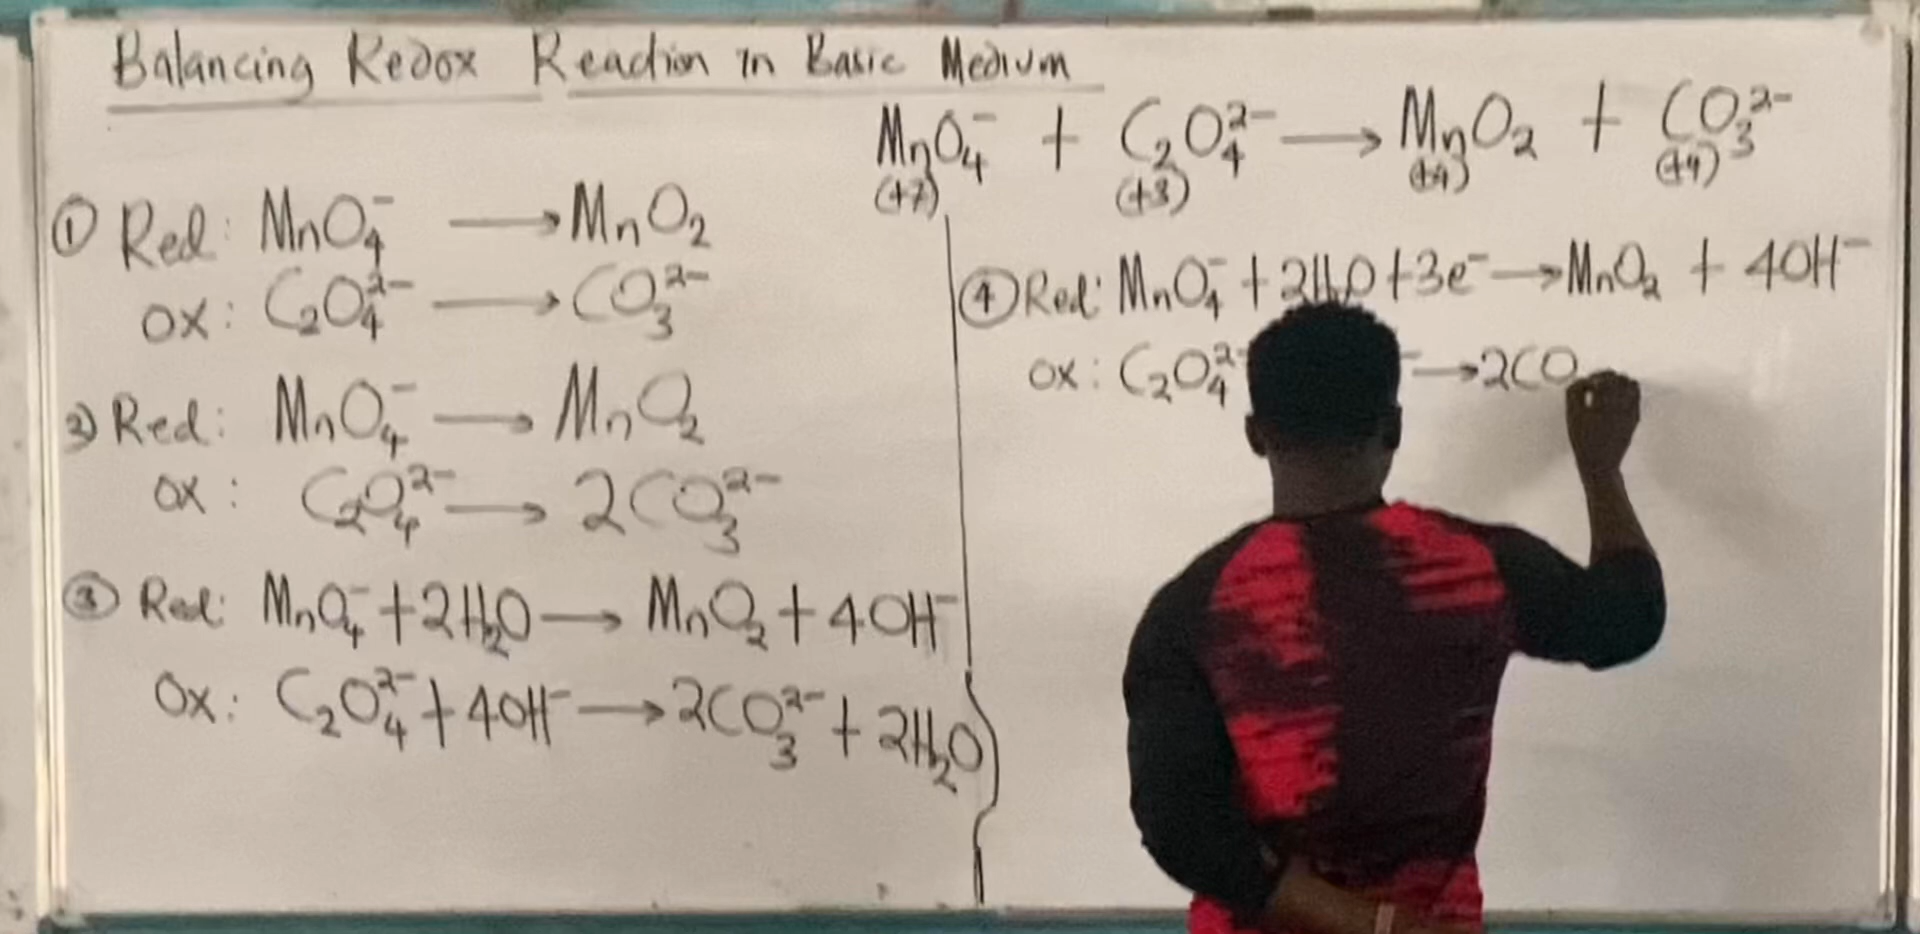 Balancing Redox Reaction in Basic Medium
MnO₄⁻ + C₂O₄²⁻ → MnO₂ + CO₃²⁻
(+7) (+3) (+4) (+4)
① Red: MnO₄⁻ → MnO₂
OX: C₂O₄²⁻ → CO₃²⁻
2) Red: MnO₄⁻ → MnO₂
OX: C₂O₄²⁻ → 2CO₃²⁻
③ Red: MnO₄⁻ + 2H₂O → MnO₂ + 4OH⁻
OX: C₂O₄²⁻ + 4OH⁻ → 2CO₃²⁻ + 2H₂O
④ Red: MnO₄⁻ + 2H₂O + 3e⁻ → MnO₂ + 4OH⁻
OX: C₂O₄²⁻ ⁻ → 2CO